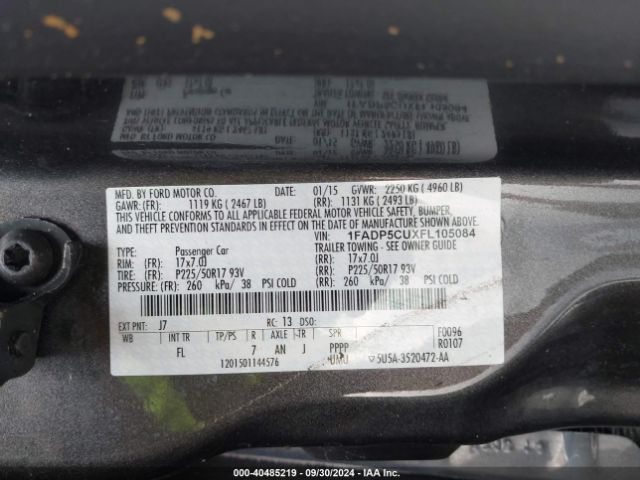 MFD. BY FORD MOTOR CO. DATE: 01/15 GVWR: 2250 KG ( 4960 LB)
GAWR: (FR): 1119 KG ( 2467 LB) (RR): 1131 KG ( 2493 LB)
THIS VEHICLE CONFORMS TO ALL APPLICABLE FEDERAL MOTOR VEHICLE SAFETY, BUMPER,
AND THEFT PREVENTION STANDARDS IN EFFECT ON THE DATE OF MANUFACTURE SHOWN ABOVE.
VIN: 1FADP5CUXFL105084
TYPE: Passenger Car TRAILER TOWING - SEE OWNER GUIDE
RIM: (FR): 17x7.0J (RR): 17x7.0J
TIRE: (FR): P225/50R17 93V (RR): P225/50R17 93V
PRESSURE: (FR): 260 kPa/ 38 PSI COLD (RR): 260 kPa/ 38 PSI COLD
EXT PNT: J7 RC: 13 DSO: F0096
WB INT TR TP/PS R AXLE TR SPR R0107
FL 7 AN J PPPP
1201501144576 UMU 5U5A-3520472-AA
000-40485219 - 09/30/2024 - IAA Inc.